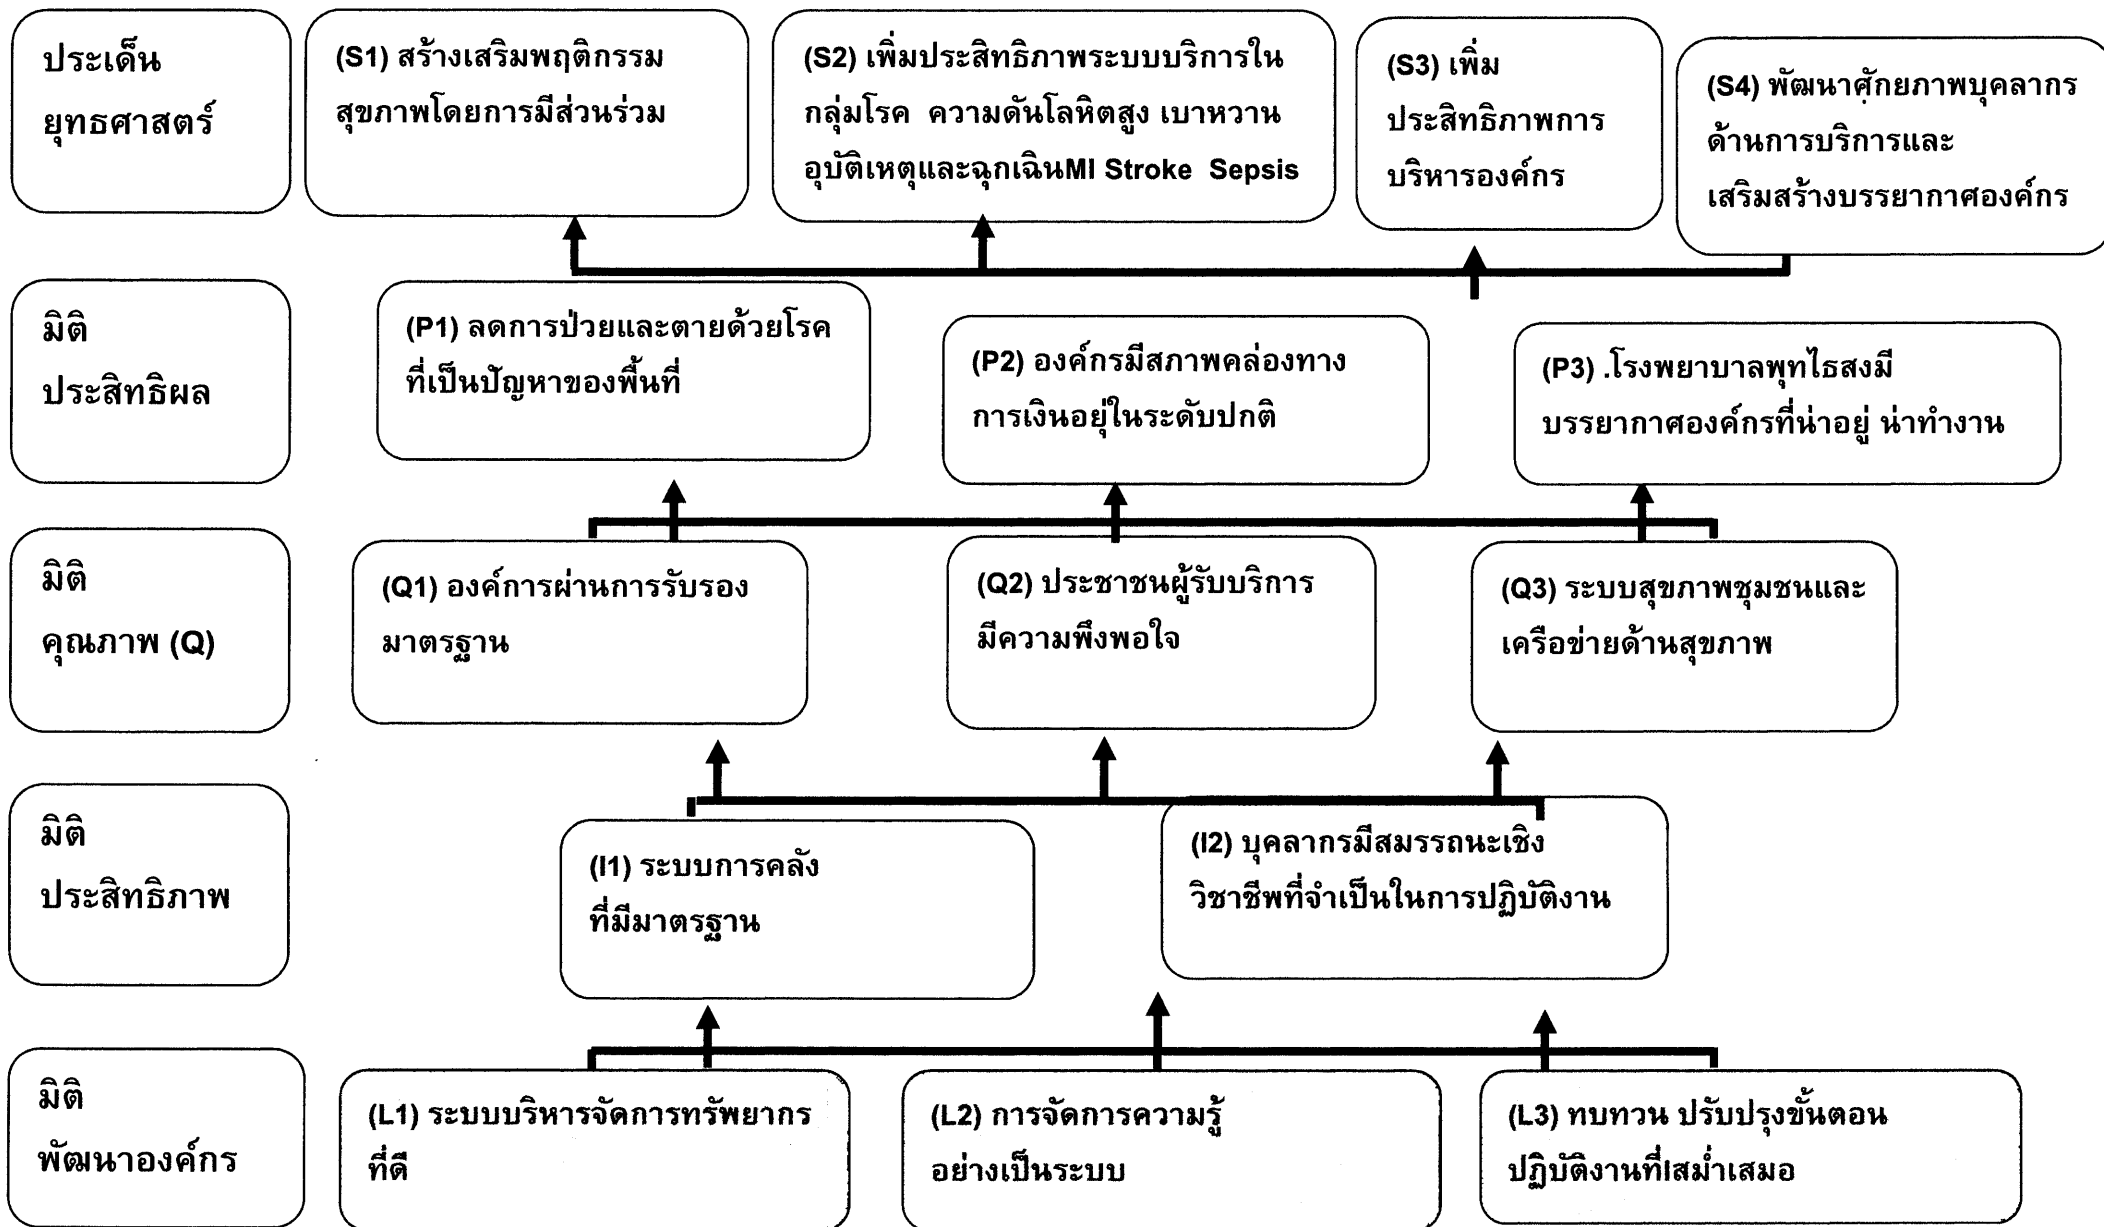 ประเด็น
ยุทธศาสตร์
(S1) สร้างเสริมพฤติกรรม
สุขภาพโดยการมีส่วนร่วม
(S2) เพิ่มประสิทธิภาพระบบบริการใน
กลุ่มโรค ความดันโลหิตสูง เบาหวาน
อุบัติเหตุและฉุกเฉินMI Stroke Sepsis
(S3) เพิ่ม
ประสิทธิภาพการ
บริหารองค์กร
(S4) พัฒนาศักยภาพบุคลากร
ด้านการบริการและ
เสริมสร้างบรรยากาศองค์กร
มิติ
ประสิทธิผล
(P1) ลดการป่วยและตายด้วยโรค
ที่เป็นปัญหาของพื้นที่
(P2) องค์กรมีสภาพคล่องทาง
การเงินอยู่ในระดับปกติ
(P3) .โรงพยาบาลพุทไธสงมี
บรรยากาศองค์กรที่น่าอยู่ น่าทำงาน
มิติ
คุณภาพ (Q)
(Q1) องค์การผ่านการรับรอง
มาตรฐาน
(Q2) ประชาชนผู้รับบริการ
มีความพึงพอใจ
(Q3) ระบบสุขภาพชุมชนและ
เครือข่ายด้านสุขภาพ
มิติ
ประสิทธิภาพ
(I1) ระบบการคลัง
ที่มีมาตรฐาน
(I2) บุคลากรมีสมรรถนะเชิง
วิชาชีพที่จำเป็นในการปฏิบัติงาน
มิติ
พัฒนาองค์กร
(L1) ระบบบริหารจัดการทรัพยากร
ที่ดี
(L2) การจัดการความรู้
อย่างเป็นระบบ
(L3) ทบทวน ปรับปรุงขั้นตอน
ปฏิบัติงานที่เสม่ำเสมอ